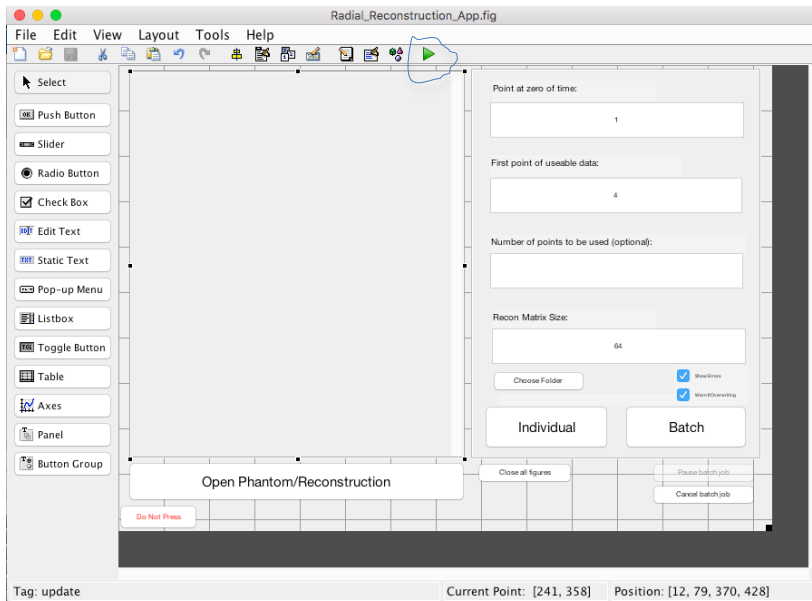 Radial_Reconstruction_App.fig
File Edit View Layout Tools Help
Select
OK Push Button
Slider
Radio Button
Check Box
EDIT Edit Text
TXT Static Text
Pop-up Menu
Listbox
TGL Toggle Button
Table
Axes
Panel
Button Group
Point at zero of time:
1
First point of useable data:
4
Number of points to be used (optional):
Recon Matrix Size:
64
Choose Folder
Show Errors
Warn If Overwriting
Individual Batch
Open Phantom/Reconstruction
Close all figures
Pause batch job
Cancel batch job
Do Not Press
Tag: update Current Point: [241, 358] Position: [12, 79, 370, 428]